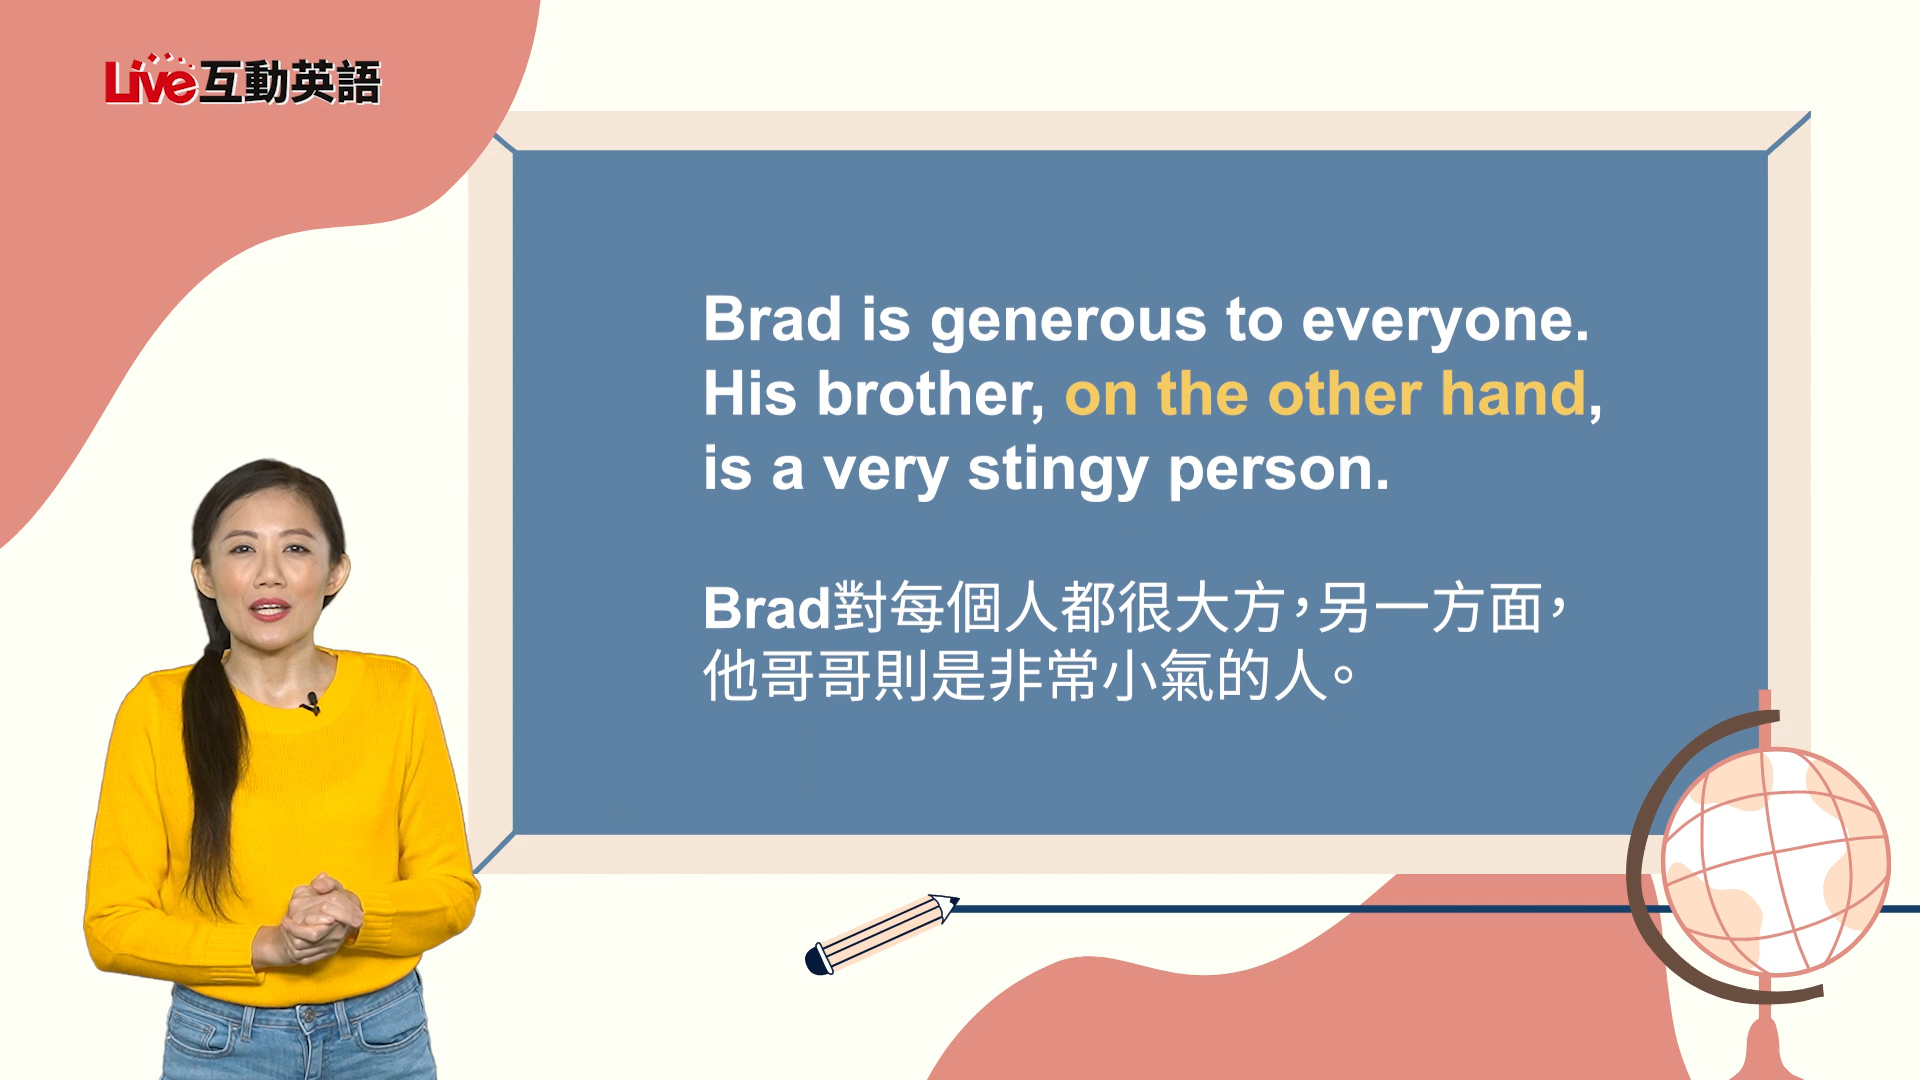 Live互動英語
Brad is generous to everyone.
His brother, on the other hand,
is a very stingy person.
Brad對每個人都很大方，另一方面，
他哥哥則是非常小氣的人。